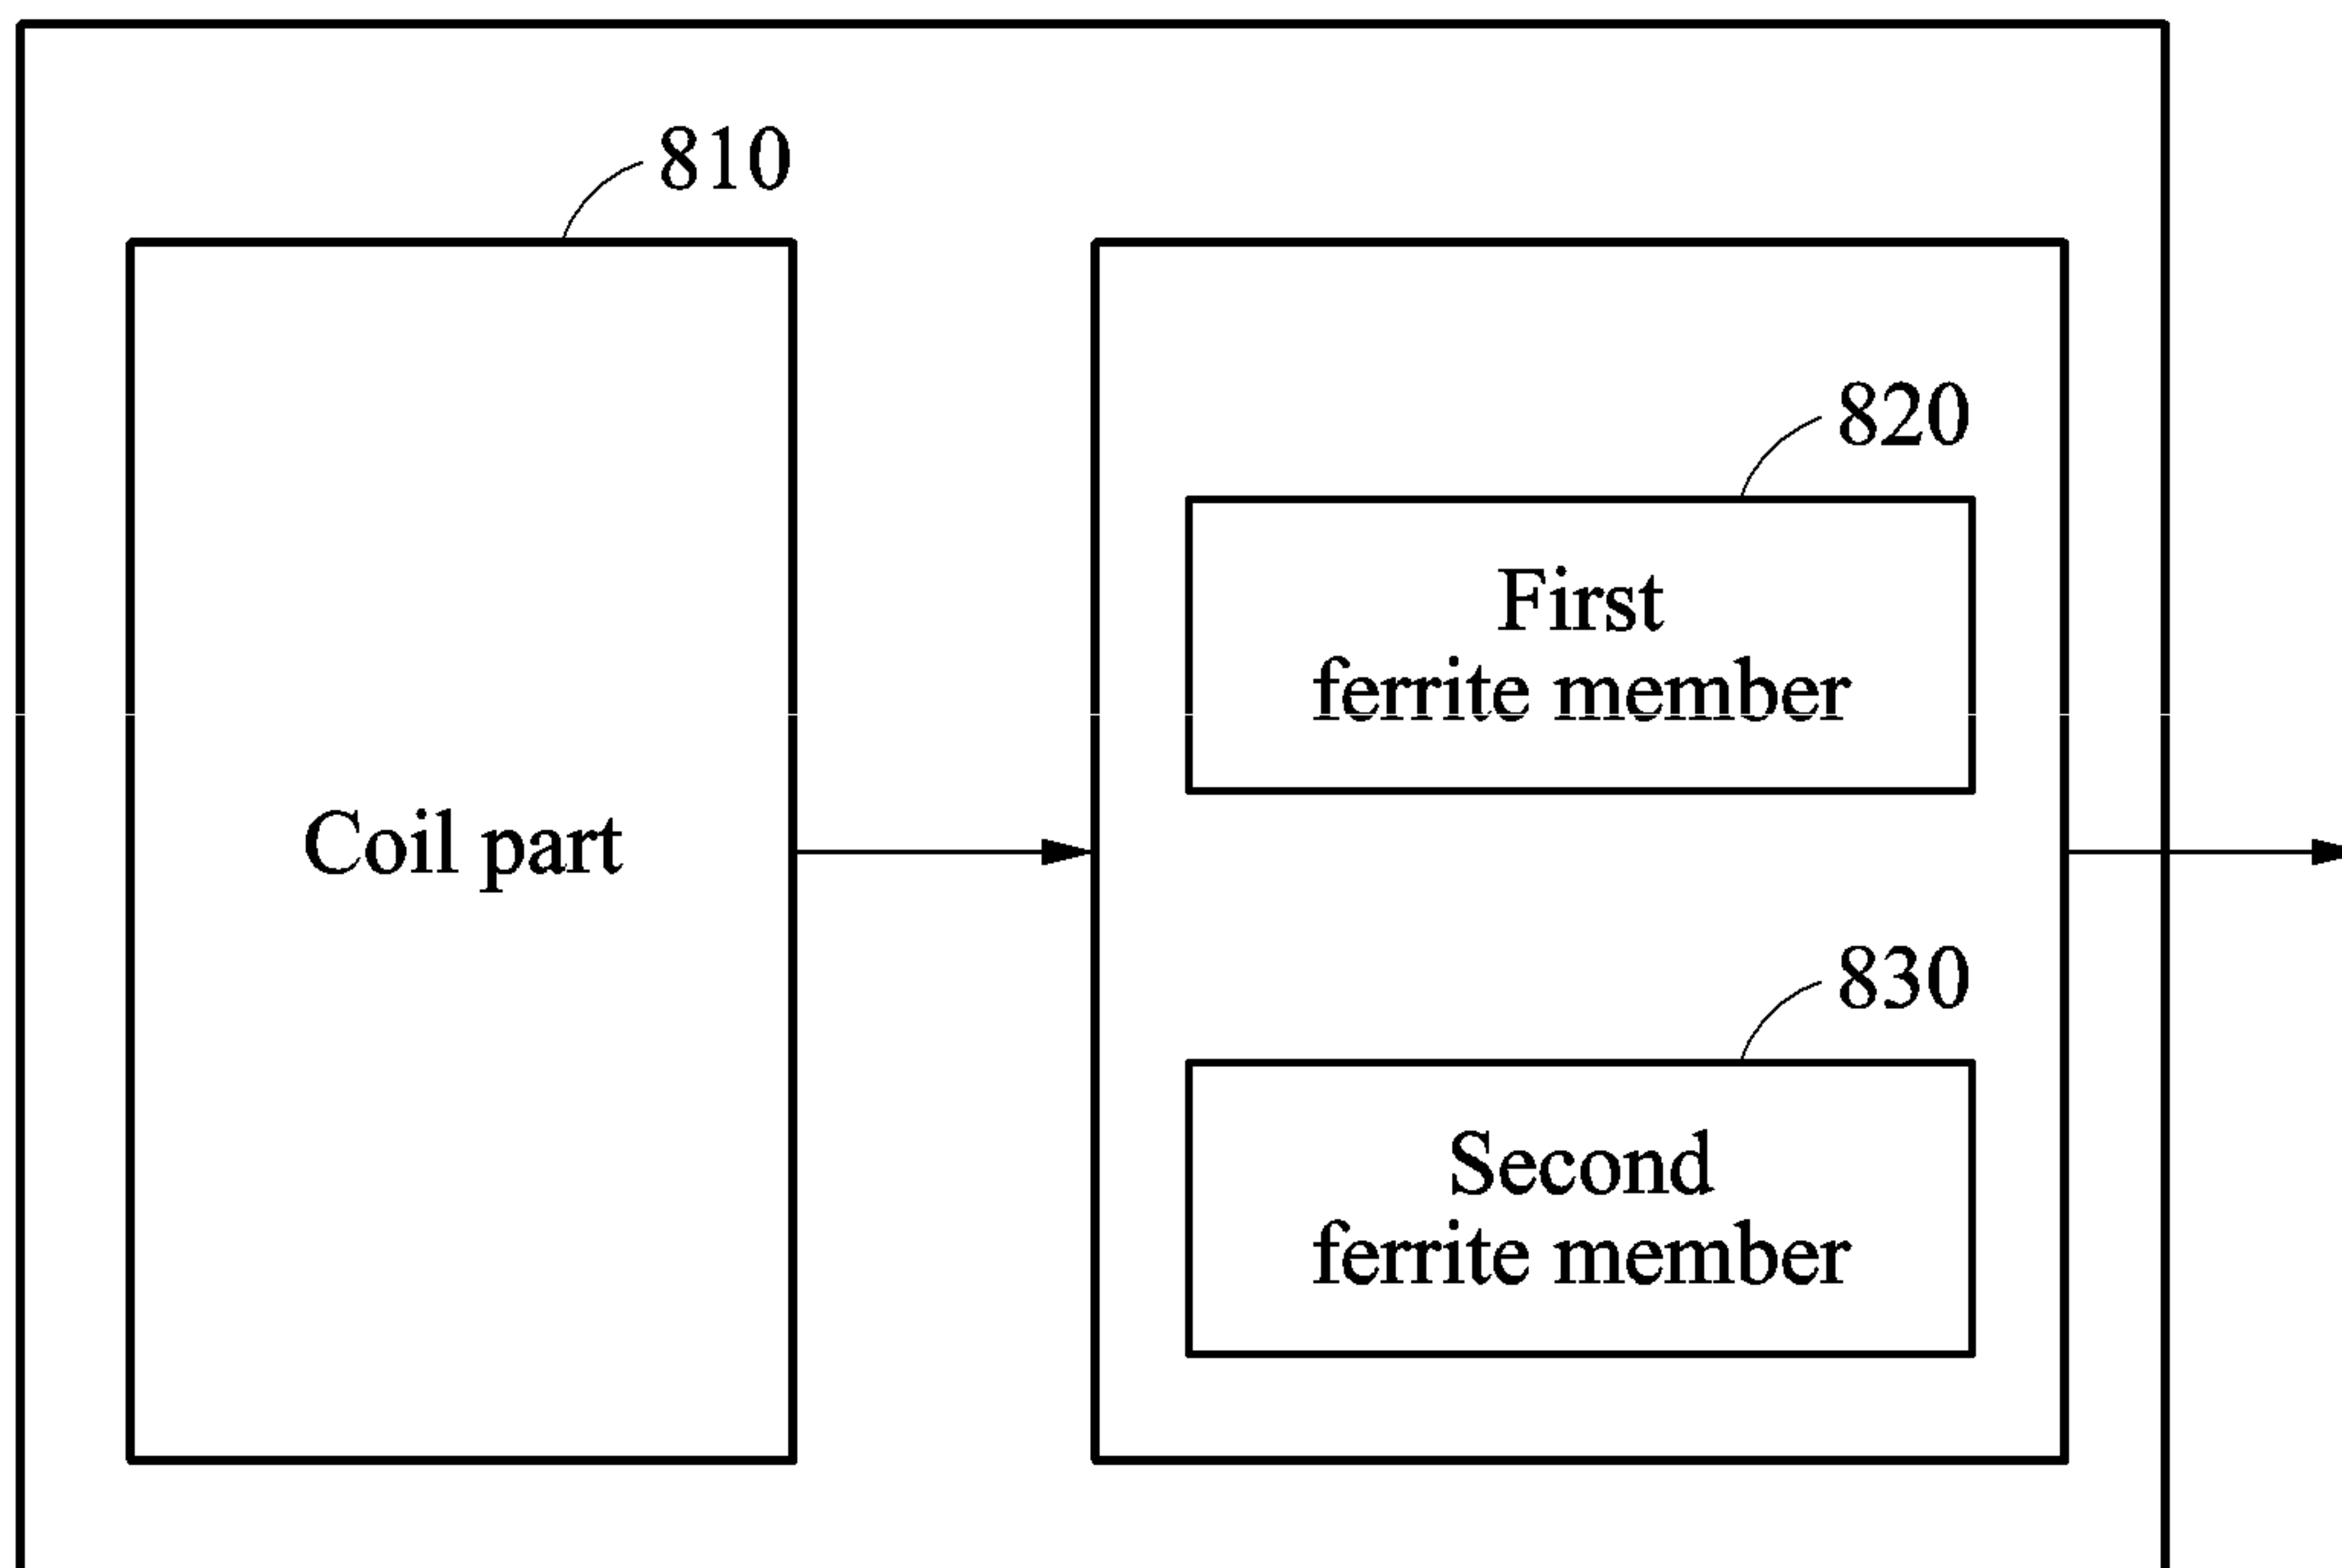 810
Coil part
820
First
ferrite member
830
Second
ferrite member